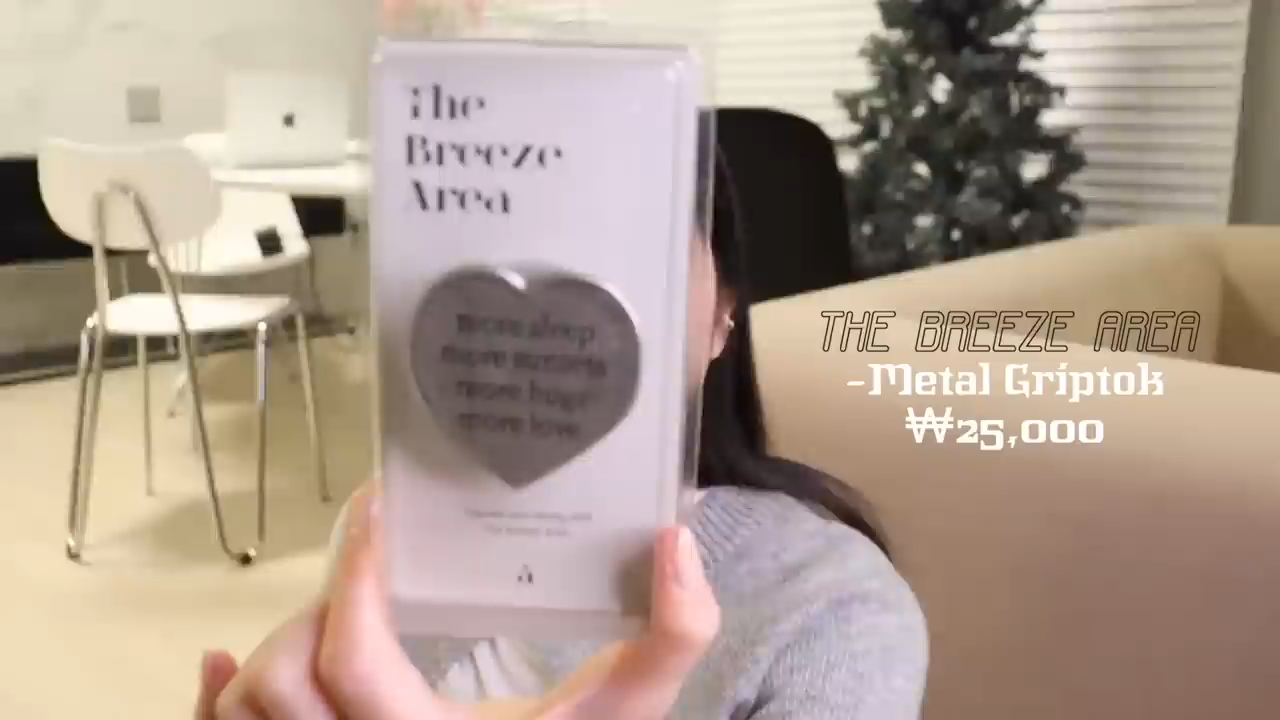 The
Breeze
Area
more sleep
more sunsets
more hugs
more love
THE BREEZE AREA
-Metal Griptok
₩25,000